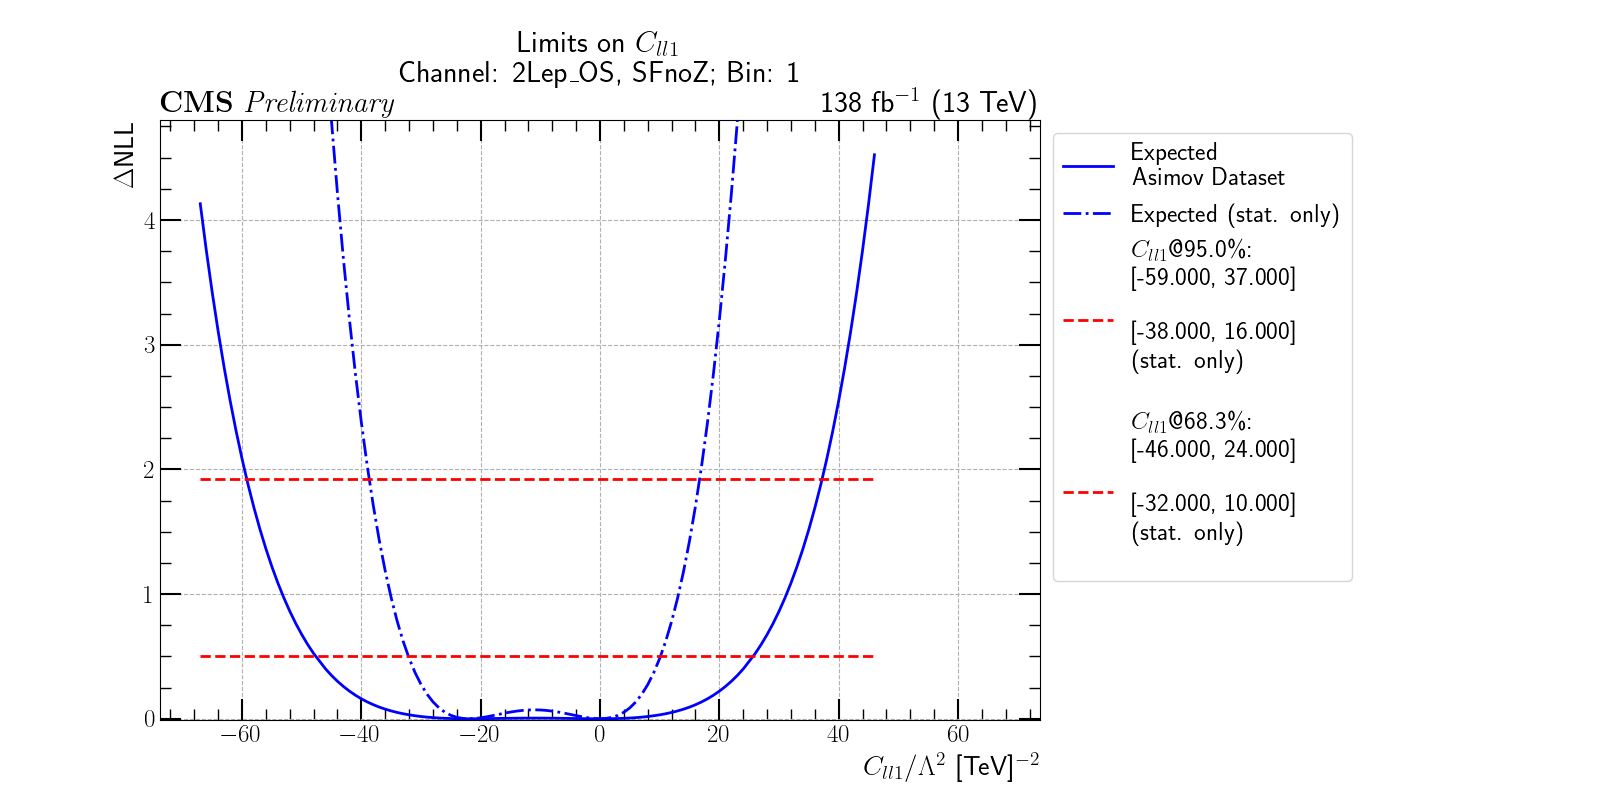 Limits on C_{ll1}
Channel: 2Lep_OS, SFnoZ; Bin: 1
CMS Preliminary
138 fb⁻¹ (13 TeV)
ΔNLL
4
3
2
1
0
−60 −40 −20 0 20 40 60
C_{ll1}/Λ² [TeV]⁻²
Expected
Asimov Dataset
Expected (stat. only)
C_{ll1}@95.0%:
[-59.000, 37.000]
[-38.000, 16.000]
(stat. only)
C_{ll1}@68.3%:
[-46.000, 24.000]
[-32.000, 10.000]
(stat. only)